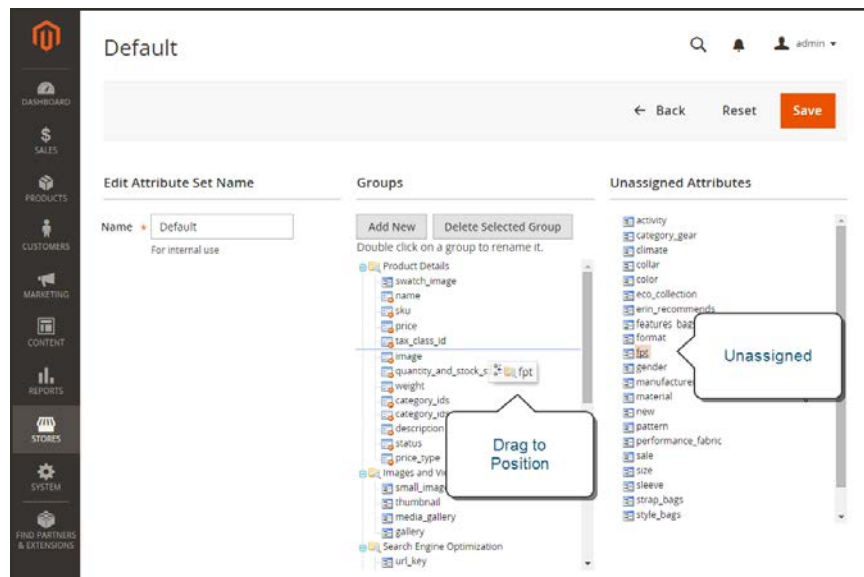 Default
admin
DASHBOARD
SALES
PRODUCTS
CUSTOMERS
MARKETING
CONTENT
REPORTS
STORES
SYSTEM
FIND PARTNERS
& EXTENSIONS
← Back Reset Save
Edit Attribute Set Name
Name * Default
For internal use
Groups
Add New Delete Selected Group
Double click on a group to rename it.
Product Details
swatch_image
name
sku
price
tax_class_id
image
quantity_and_stock_s
fpt
weight
category_ids
category_ids
description
status
price_type
Images and Vi
small_imag
thumbnail
media_gallery
gallery
Search Engine Optimization
url_key
Drag to
Position
Unassigned Attributes
activity
category_gear
climate
collar
color
eco_collection
erin_recommends
features_bags
format
fpt
gender
manufacturer
material
new
pattern
performance_fabric
sale
size
sleeve
strap_bags
style_bags
Unassigned